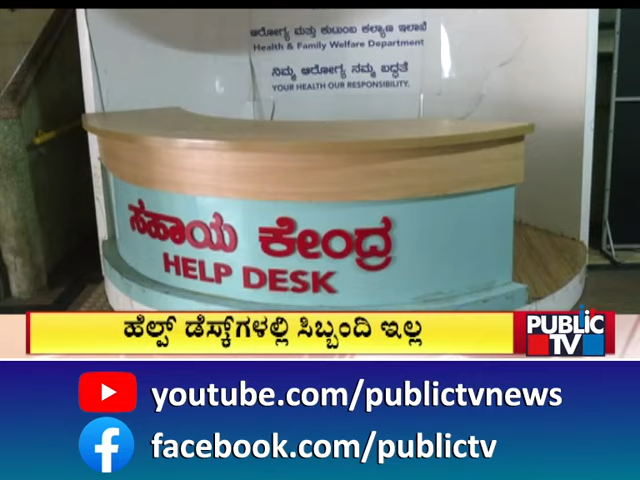 ಆರೋಗ್ಯ ಮತ್ತು ಕುಟುಂಬ ಕಲ್ಯಾಣ ಇಲಾಖೆ
Health & Family Welfare Department
ನಿಮ್ಮ ಆರೋಗ್ಯ ನಮ್ಮ ಬದ್ಧತೆ
YOUR HEALTH OUR RESPONSIBILITY.
ಸಹಾಯ ಕೇಂದ್ರ
HELP DESK
ಹೆಲ್ಪ್ ಡೆಸ್ಕ್‌ಗಳಲ್ಲಿ ಸಿಬ್ಬಂದಿ ಇಲ್ಲ
PUBLiC
TV
youtube.com/publictvnews
facebook.com/publictv